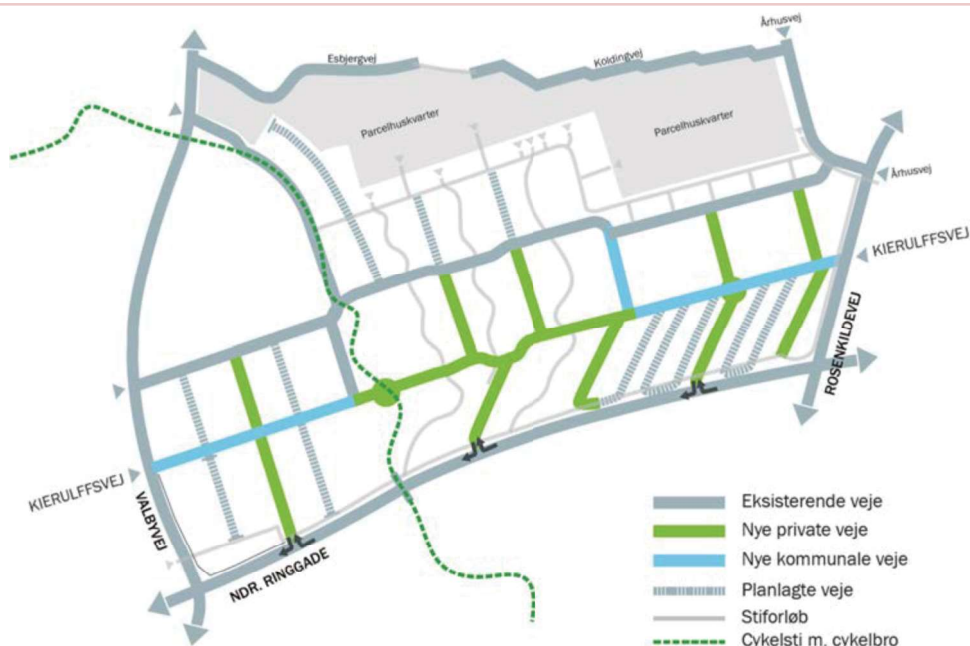 Århusvej
Esbjergvej
Koldingvej
Parcelhuskvarter
Parcelhuskvarter
Århusvej
KIERULFFSVEJ
ROSENKILDEVEJ
KIERULFFSVEJ
VALBYVEJ
NDR. RINGGADE
Eksisterende veje
Nye private veje
Nye kommunale veje
Planlagte veje
Stiforløb
Cykelsti m. cykelbro